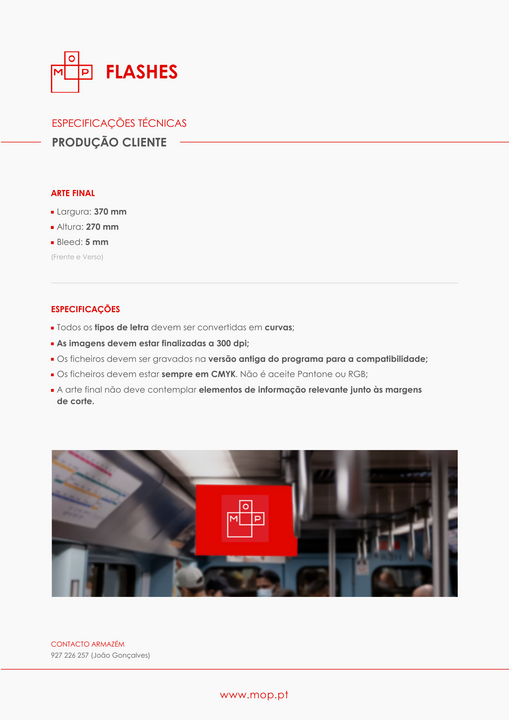 MOP
FLASHES
ESPECIFICAÇÕES TÉCNICAS
PRODUÇÃO CLIENTE
ARTE FINAL
Largura: 370 mm
Altura: 270 mm
Bleed: 5 mm
(Frente e Verso)
ESPECIFICAÇÕES
Todos os tipos de letra devem ser convertidas em curvas;
As imagens devem estar finalizadas a 300 dpi;
Os ficheiros devem ser gravados na versão antiga do programa para a compatibilidade;
Os ficheiros devem estar sempre em CMYK. Não é aceite Pantone ou RGB;
A arte final não deve contemplar elementos de informação relevante junto às margens
de corte.
MOP
CONTACTO ARMAZÉM
927 226 257 (João Gonçalves)
www.mop.pt